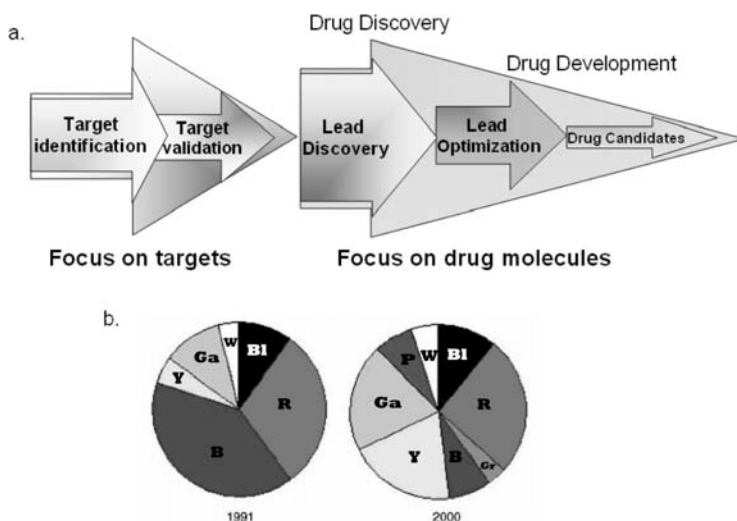 a.
Drug Discovery
Drug Development
Target
identification
Target
validation
Lead
Discovery
Lead
Optimization
Drug Candidates
Focus on targets
Focus on drug molecules
b.
W
Bl
Ga
Y
R
B
1991
P
W
Bl
Ga
R
Y
B
Gr
2000